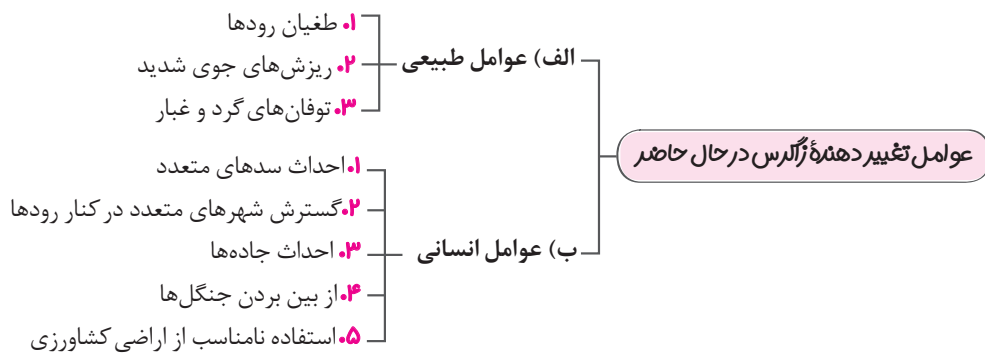 عوامل تغییر دهندهٔ زاگرس در حال حاضر
الف) عوامل طبیعی
۱. طغیان رودها
۲. ریزش‌های جوی شدید
۳. توفان‌های گرد و غبار
ب) عوامل انسانی
۱. احداث سدهای متعدد
۲. گسترش شهرهای متعدد در کنار رودها
۳. احداث جاده‌ها
۴. از بین بردن جنگل‌ها
۵. استفاده نامناسب از اراضی کشاورزی